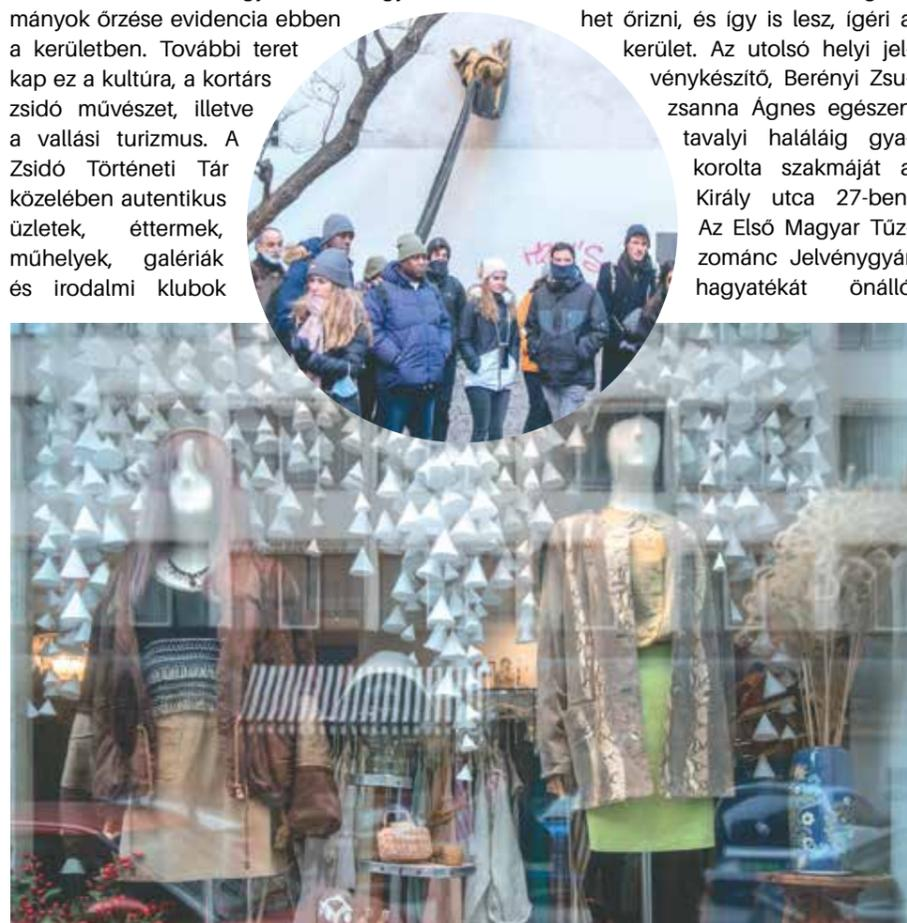 mányok őrzése evidencia ebben
a kerületben. További teret
kap ez a kultúra, a kortárs
zsidó művészet, illetve
a vallási turizmus. A
Zsidó Történeti Tár
közelében autentikus
üzletek, éttermek,
műhelyek, galériák
és irodalmi klubok
het őrizni, és így is lesz, ígéri a
kerület. Az utolsó helyi jel
vénykészítő, Berényi Zsu-
zsanna Ágnes egészen
tavalyi haláláig gya-
korolta szakmáját a
Király utca 27-ben
Az Első Magyar Tűz
zománc Jelvénygyár
hagyatékát önálló